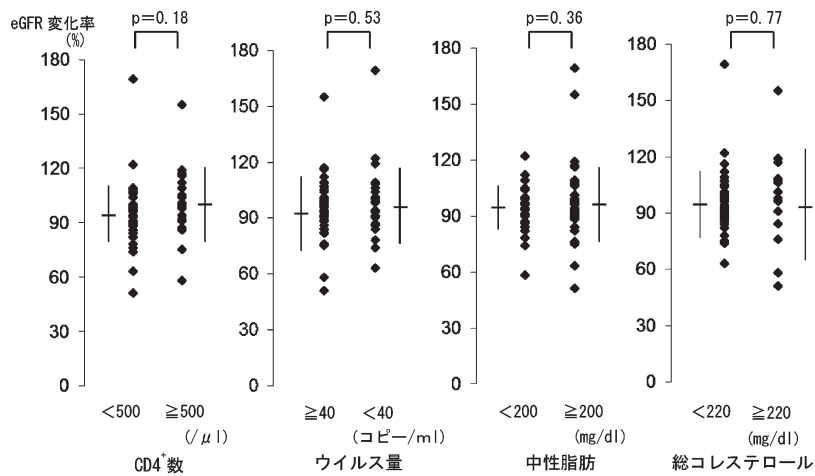 eGFR 変化率
(%)
p=0.18
180
150
120
90
60
30
0
<500
≧500
(/μl)
CD4⁺数
p=0.53
180
150
120
90
60
30
0
≧40
<40
(コピー/ml)
ウイルス量
p=0.36
180
150
120
90
60
30
0
<200
≧200
(mg/dl)
中性脂肪
p=0.77
180
150
120
90
60
30
0
<220
≧220
(mg/dl)
総コレステロール